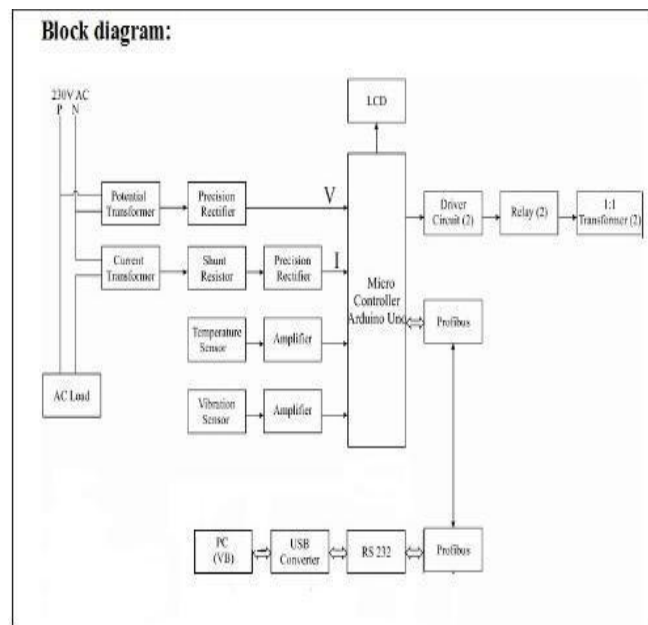 Block diagram:
230V AC
P N
LCD
Potential
Transformer
Precision
Rectifier
V
Driver
Circuit (2)
Relay (2)
1:1
Transformer (2)
Current
Transformer
Shunt
Resistor
Precision
Rectifier
I
Micro
Controller
Arduino Uno
Profibus
Temperature
Sensor
Amplifier
AC Load
Vibration
Sensor
Amplifier
PC
(VB)
USB
Converter
RS 232
Profibus